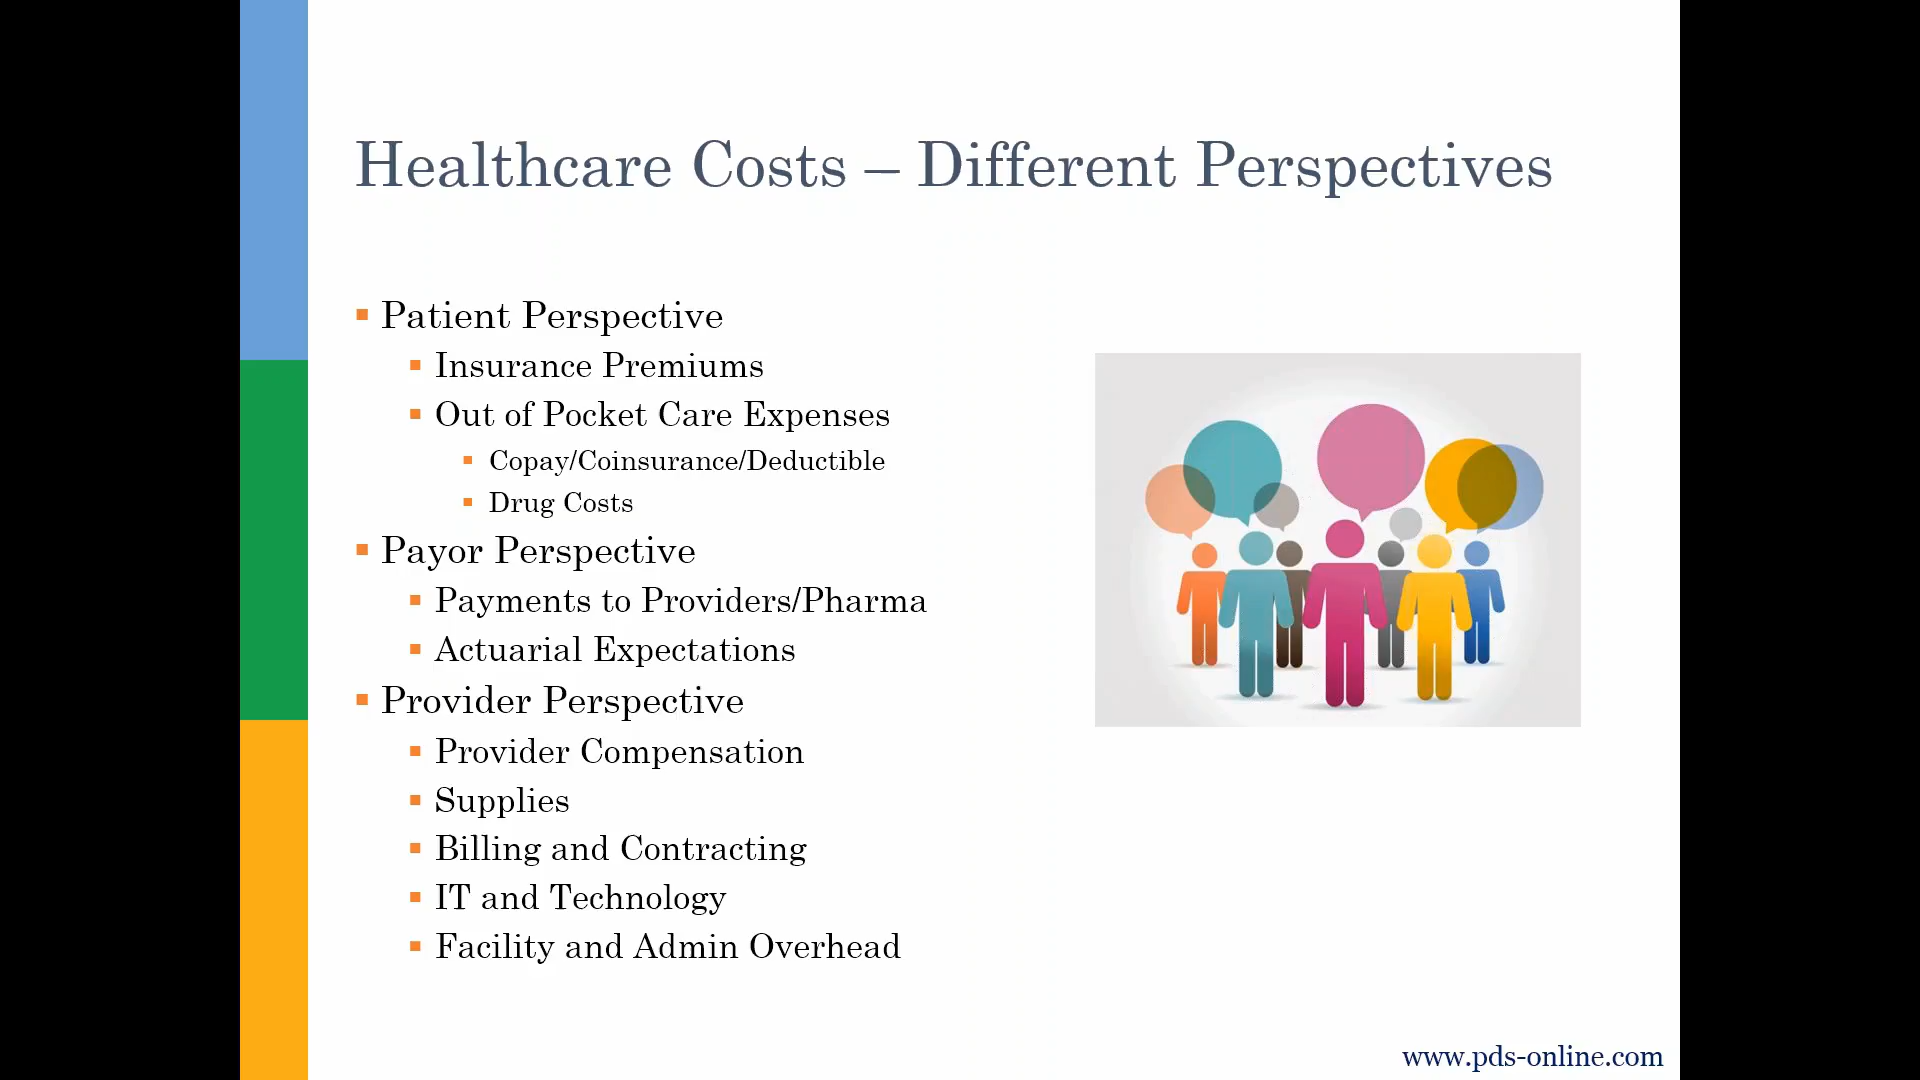 Healthcare Costs – Different Perspectives
Patient Perspective
Insurance Premiums
Out of Pocket Care Expenses
Copay/Coinsurance/Deductible
Drug Costs
Payor Perspective
Payments to Providers/Pharma
Actuarial Expectations
Provider Perspective
Provider Compensation
Supplies
Billing and Contracting
IT and Technology
Facility and Admin Overhead
www.pds-online.com